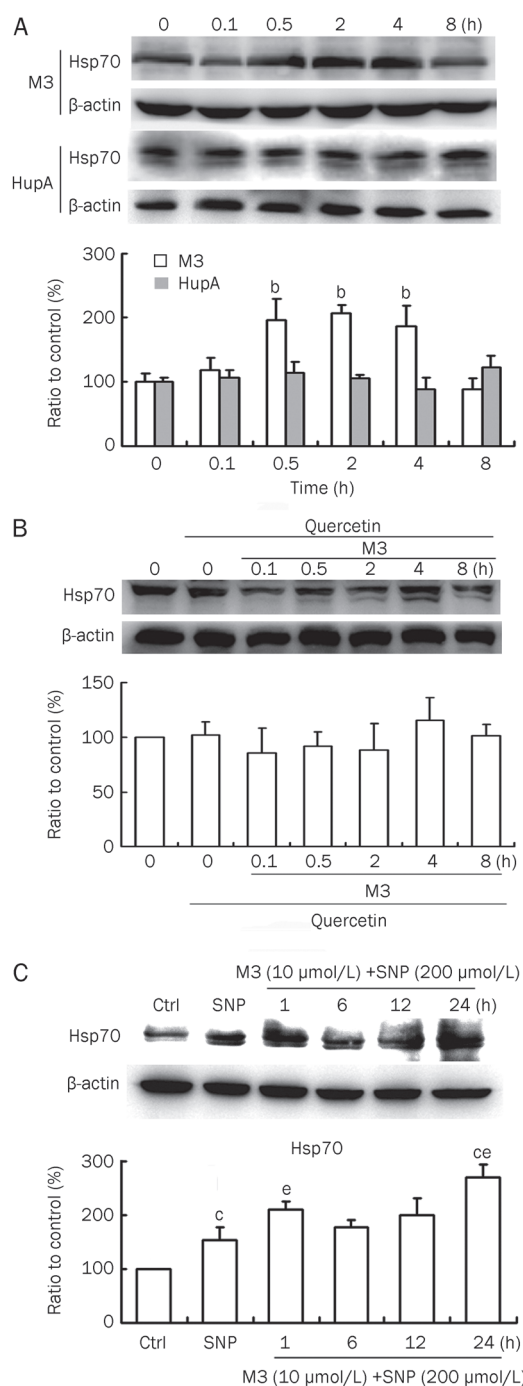 A
0 0.1 0.5 2 4 8 (h)
M3
Hsp70
β-actin
HupA
Hsp70
β-actin
300
200
100
0
Ratio to control (%)
M3
HupA
b b b
0 0.1 0.5 2 4 8
Time (h)
B
Quercetin
M3
0 0 0.1 0.5 2 4 8 (h)
Hsp70
β-actin
150
100
50
0
Ratio to control (%)
0 0 0.1 0.5 2 4 8 (h)
M3
Quercetin
C
M3 (10 μmol/L) +SNP (200 μmol/L)
Ctrl SNP 1 6 12 24 (h)
Hsp70
β-actin
Hsp70
300
200
100
0
Ratio to control (%)
c e ce
Ctrl SNP 1 6 12 24 (h)
M3 (10 μmol/L) +SNP (200 μmol/L)